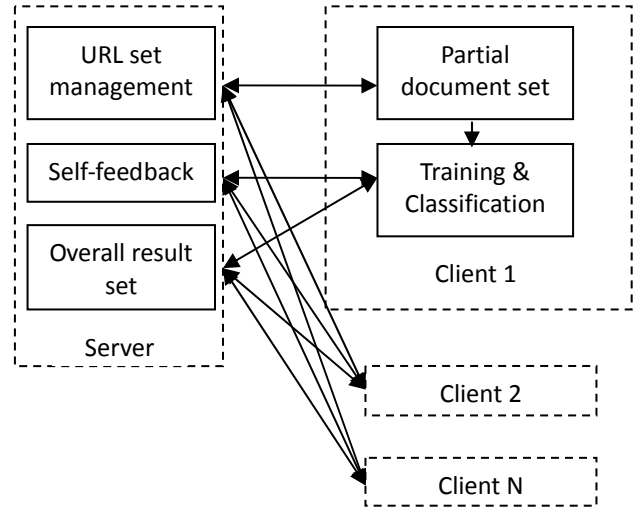 URL set
management
Self-feedback
Overall result
set
Server
Partial
document set
Training &
Classification
Client 1
Client 2
Client N